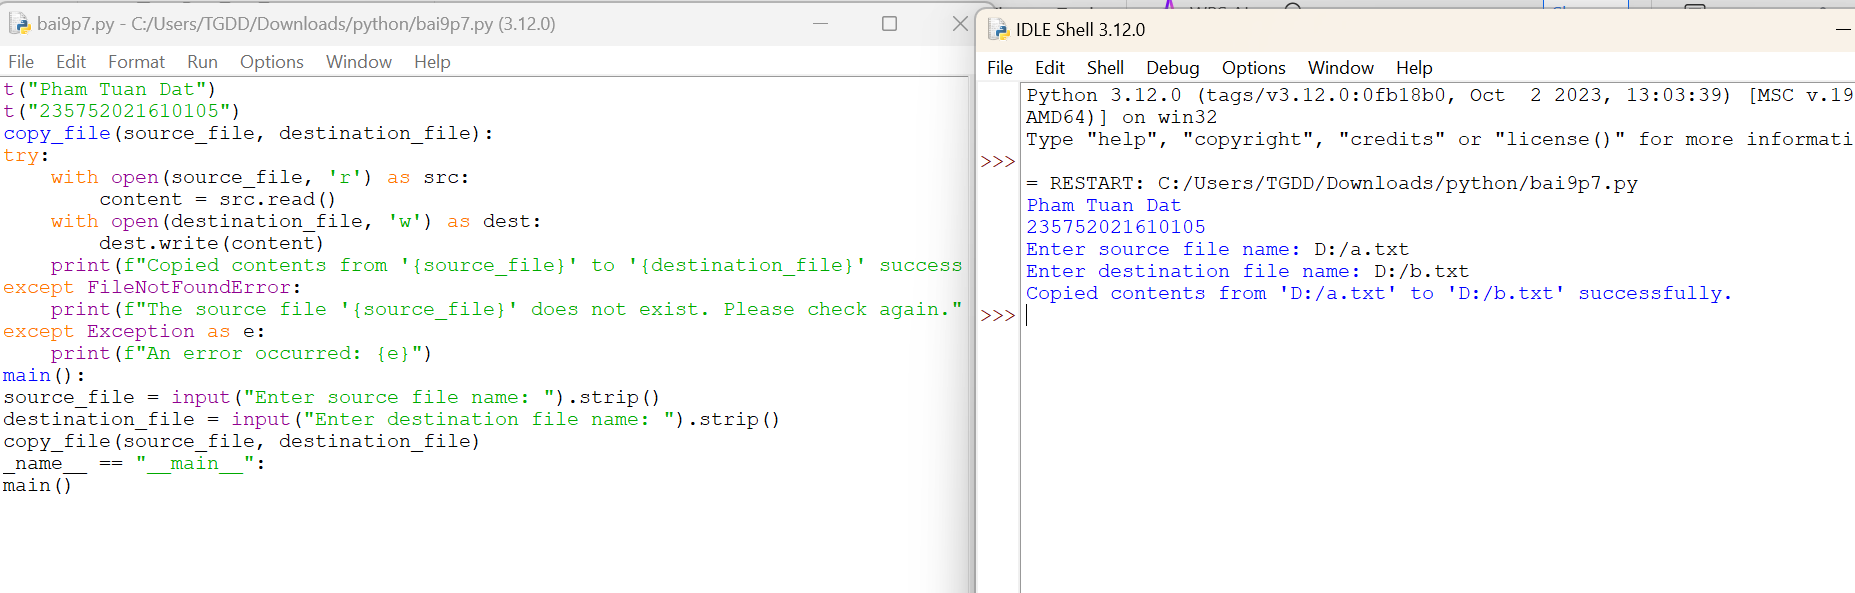 bai9p7.py - C:/Users/TGDD/Downloads/python/bai9p7.py (3.12.0)
File Edit Format Run Options Window Help
t("Pham Tuan Dat")
t("235752021610105")
copy_file(source_file, destination_file):
try:
    with open(source_file, 'r') as src:
        content = src.read()
    with open(destination_file, 'w') as dest:
        dest.write(content)
    print(f"Copied contents from '{source_file}' to '{destination_file}' success
except FileNotFoundError:
    print(f"The source file '{source_file}' does not exist. Please check again."
except Exception as e:
    print(f"An error occurred: {e}")
main():
source_file = input("Enter source file name: ").strip()
destination_file = input("Enter destination file name: ").strip()
copy_file(source_file, destination_file)
_name__ == "__main__":
main()
IDLE Shell 3.12.0
File Edit Shell Debug Options Window Help
Python 3.12.0 (tags/v3.12.0:0fb18b0, Oct  2 2023, 13:03:39) [MSC v.19
AMD64)] on win32
Type "help", "copyright", "credits" or "license()" for more informati
>>>
= RESTART: C:/Users/TGDD/Downloads/python/bai9p7.py
Pham Tuan Dat
235752021610105
Enter source file name: D:/a.txt
Enter destination file name: D:/b.txt
Copied contents from 'D:/a.txt' to 'D:/b.txt' successfully.
>>>